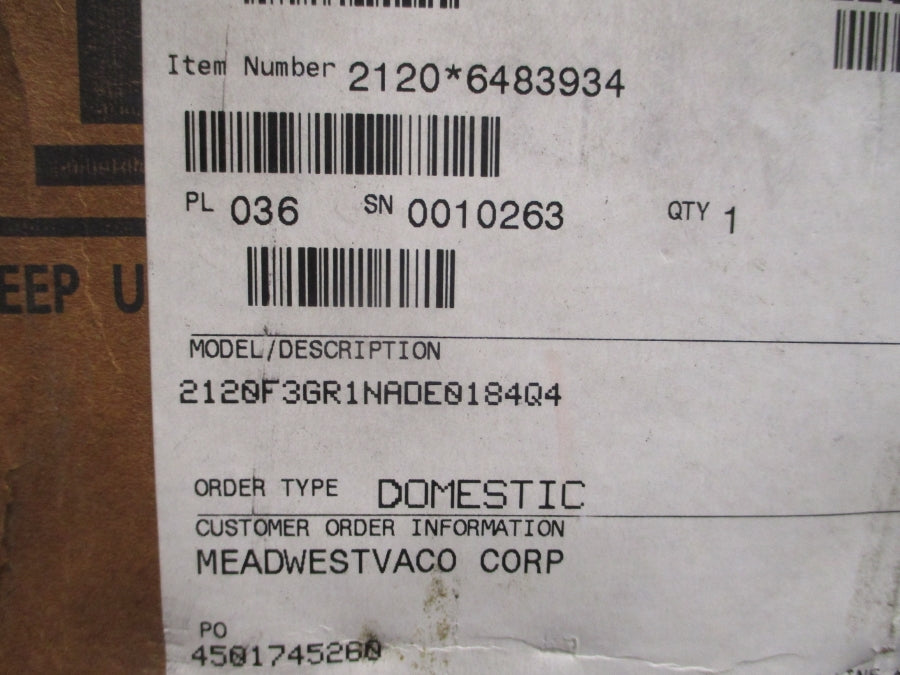 Item Number 2120*6483934
PL 036 SN 0010263 QTY 1
EEP U
MODEL/DESCRIPTION
2120F3GR1NADE0184Q4
ORDER TYPE DOMESTIC
CUSTOMER ORDER INFORMATION
MEADWESTVACO CORP
PO
4501745260